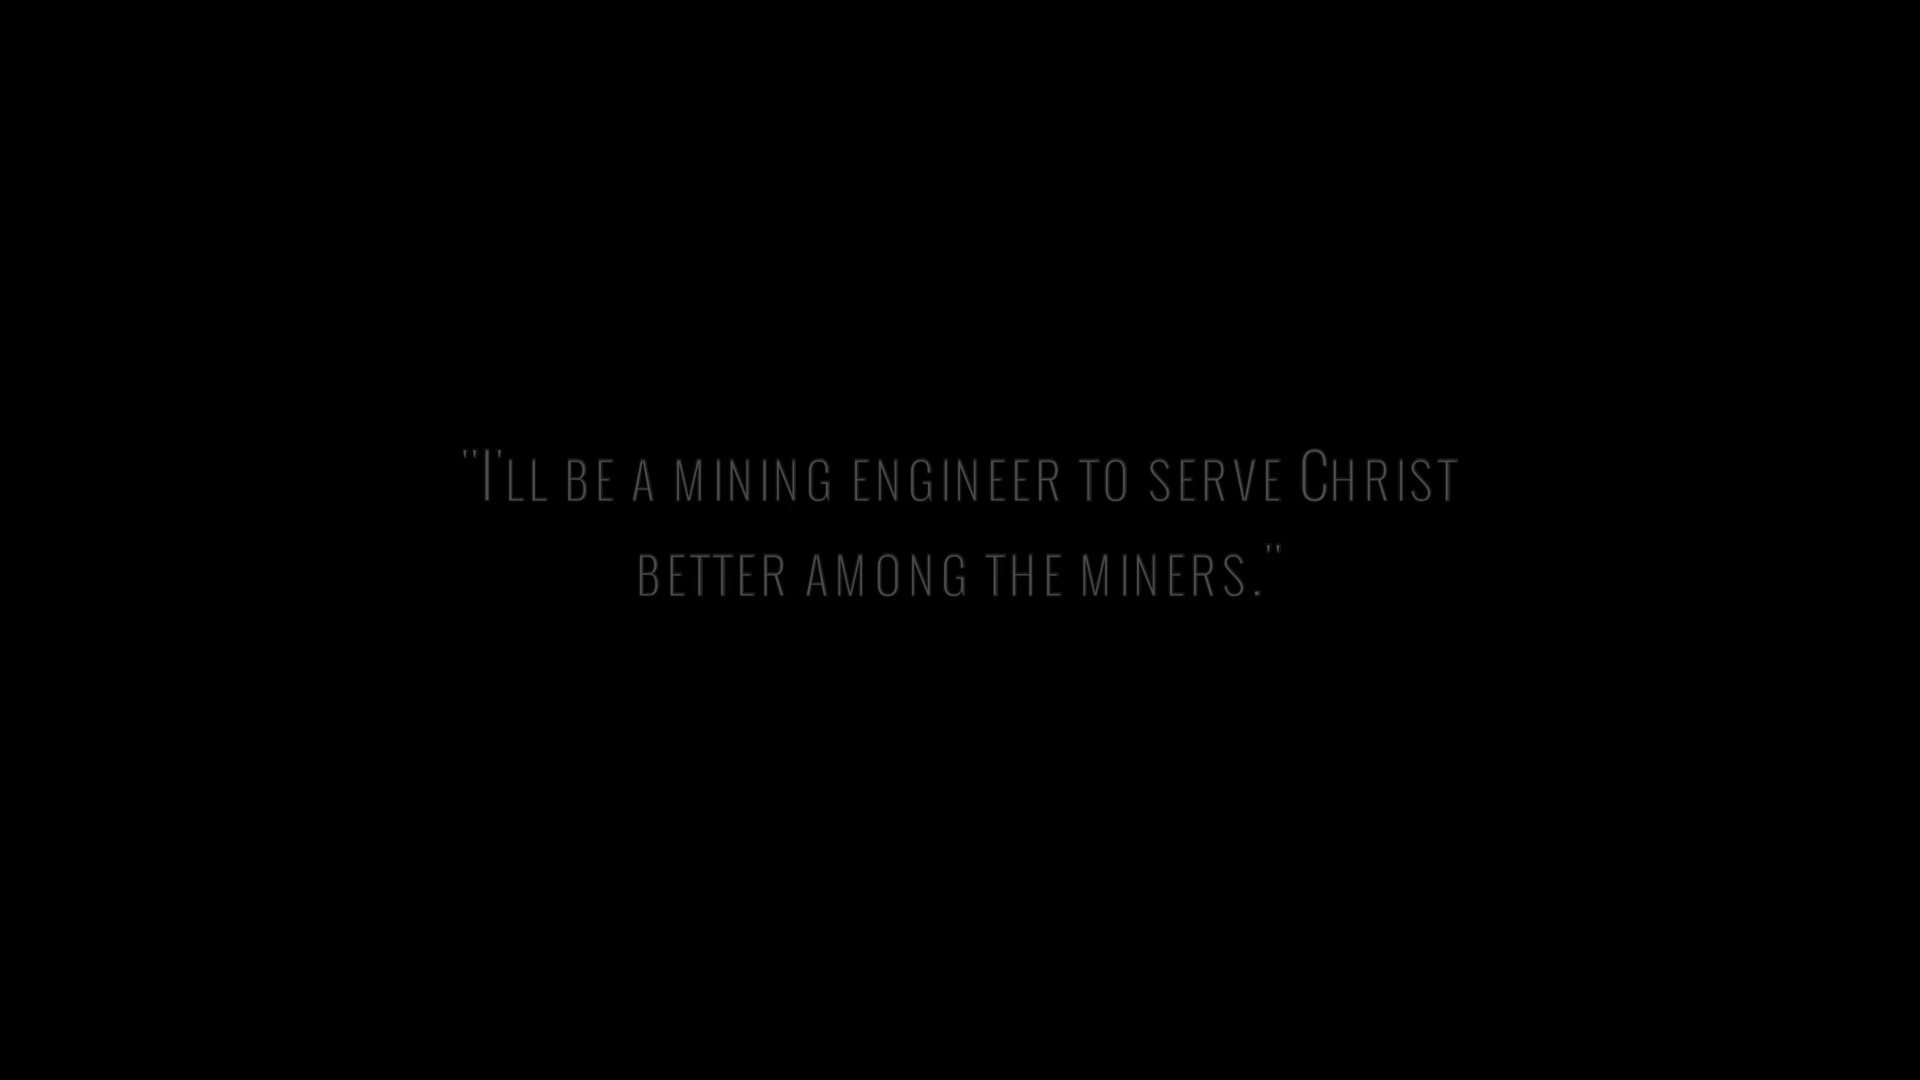 "I'll be a mining engineer to serve Christ
better among the miners."